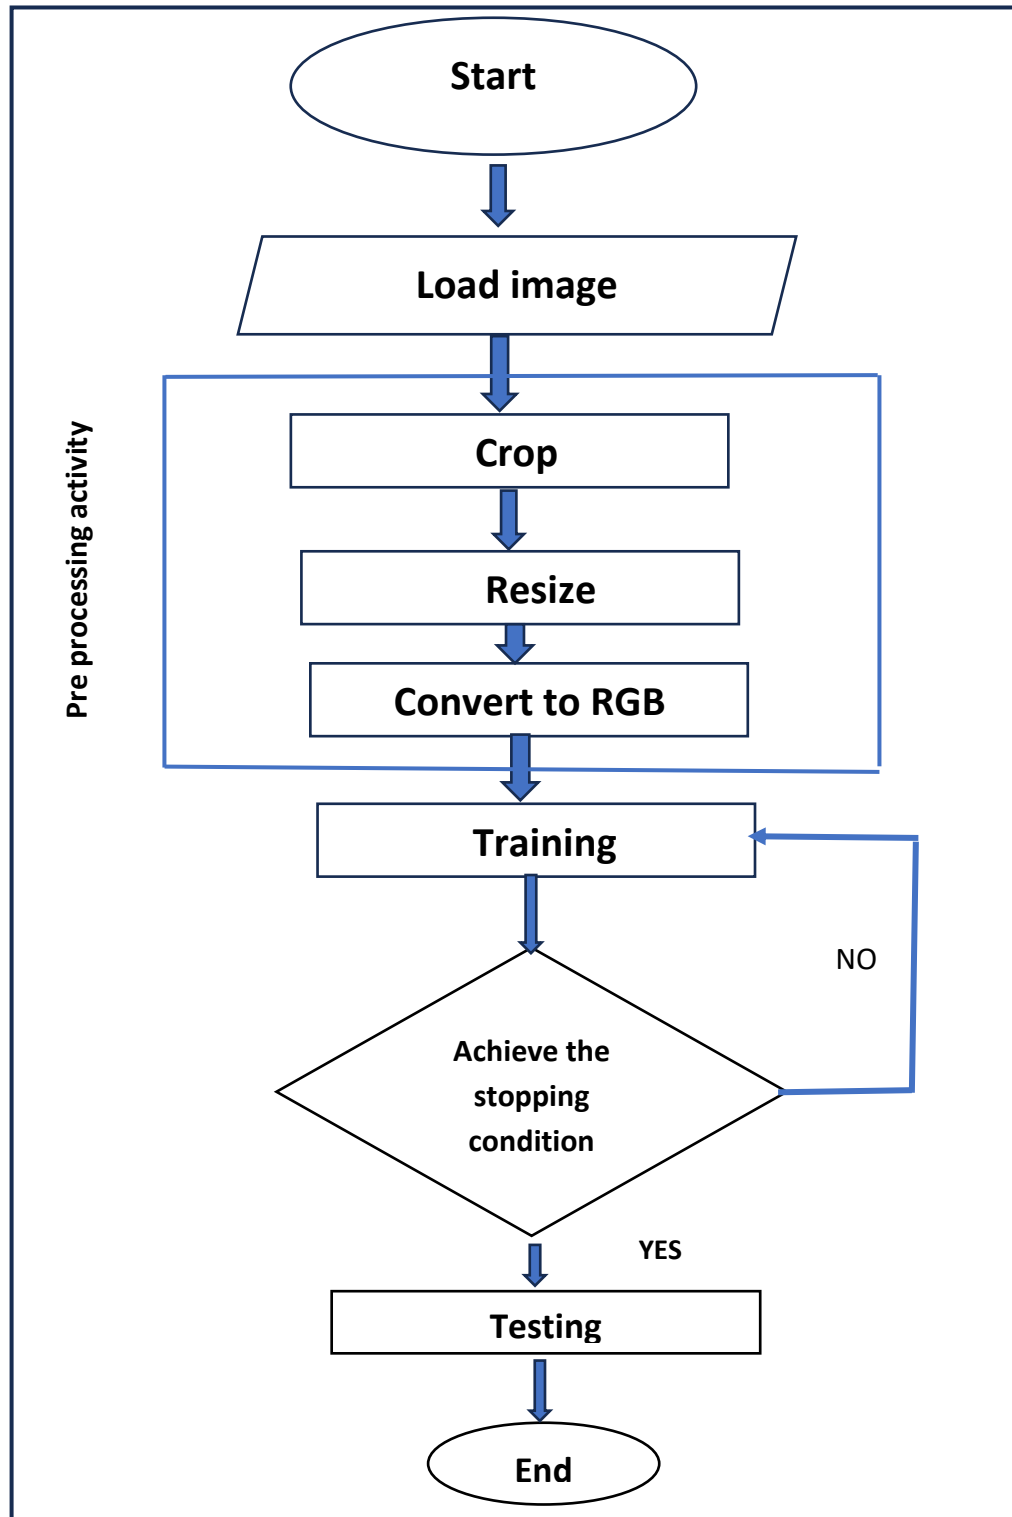 Start
Load image
Pre processing activity
Crop
Resize
Convert to RGB
Training
NO
Achieve the
stopping
condition
YES
Testing
End